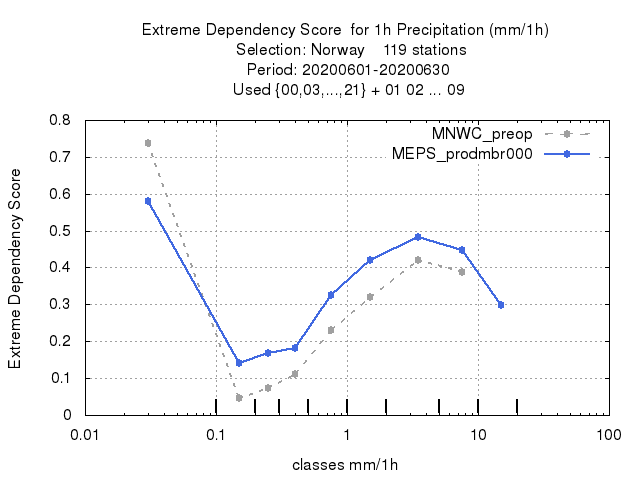 Extreme Dependency Score  for 1h Precipitation (mm/1h)
Selection: Norway    119 stations
Period: 20200601-20200630
Used {00,03,...,21} + 01 02 ... 09
MNWC_preop
MEPS_prodmbr000
Extreme Dependency Score
0.8
0.7
0.6
0.5
0.4
0.3
0.2
0.1
0
0.01
0.1
1
10
100
classes mm/1h